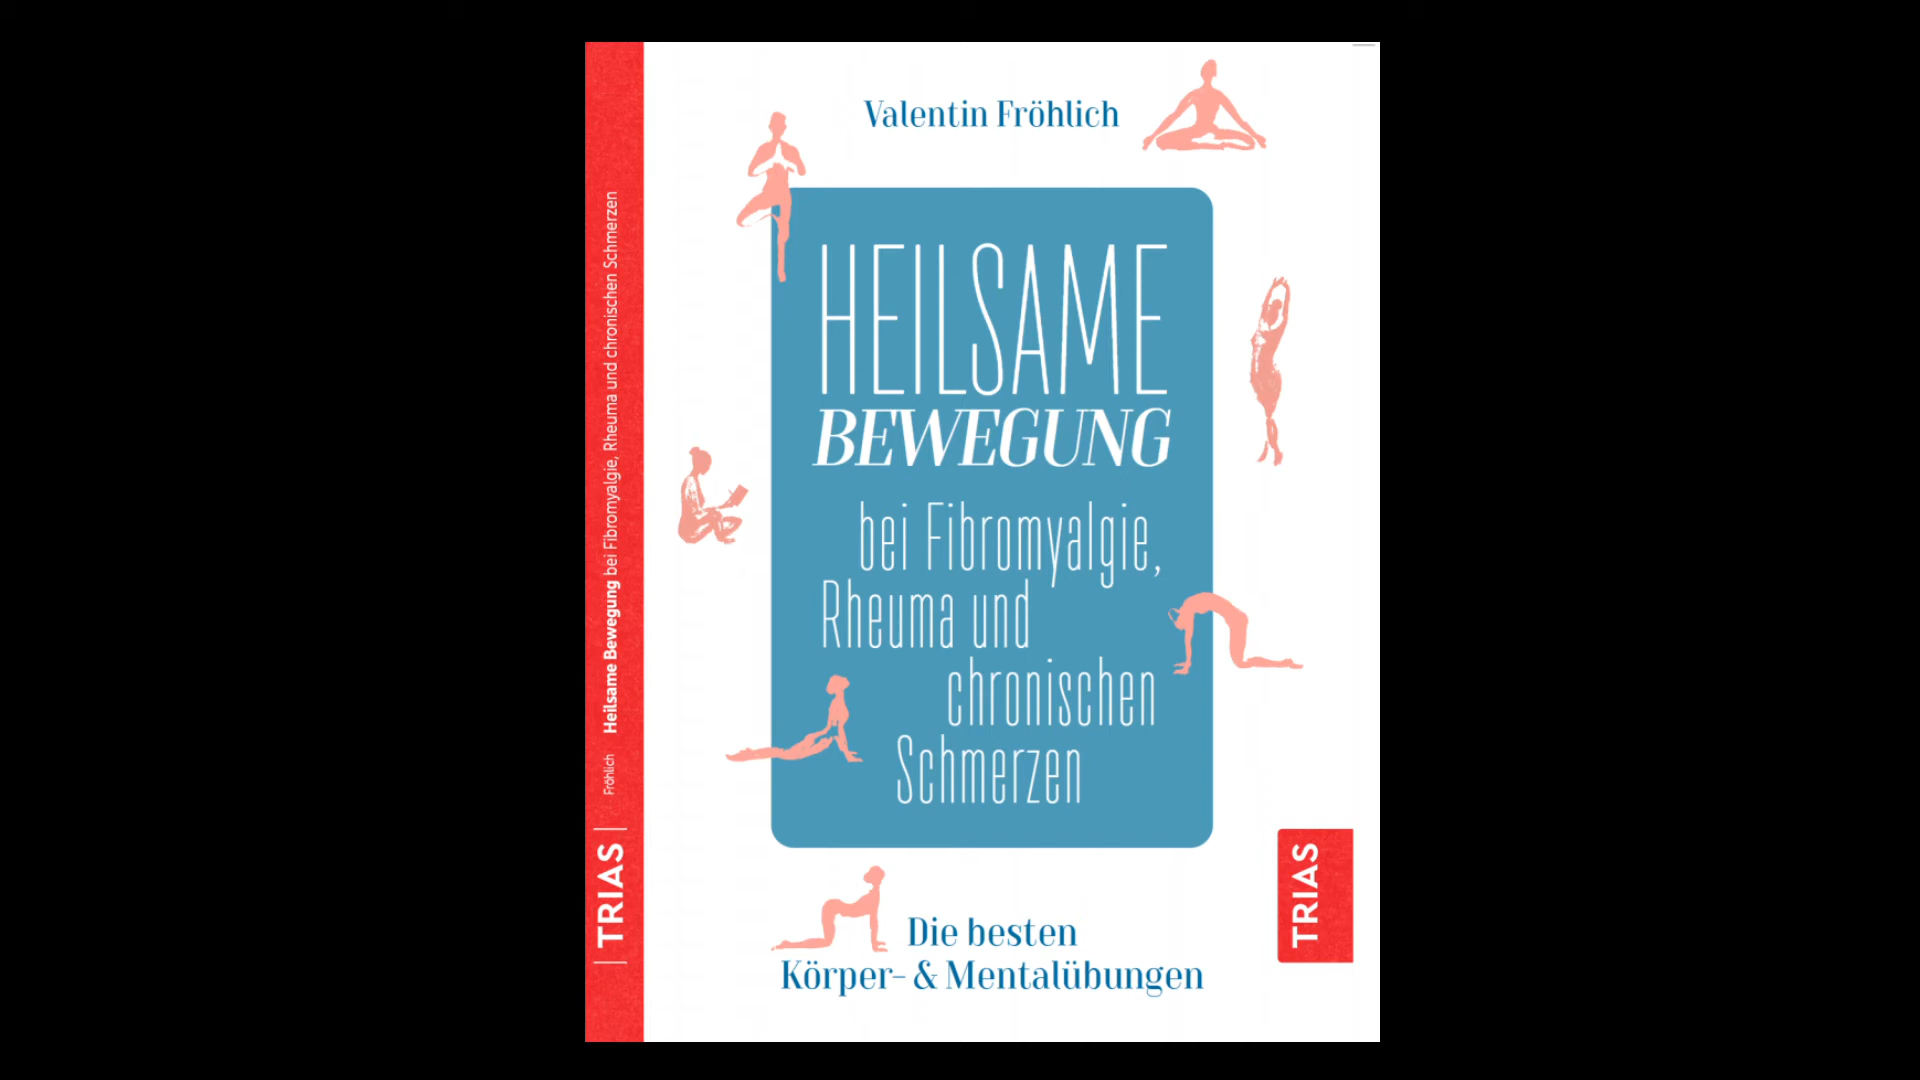 Valentin Fröhlich
HEILSAME
BEWEGUNG
bei Fibromyalgie,
Rheuma und
chronischen
Schmerzen
Die besten
Körper- & Mentalübungen
TRIAS
TRIAS
Fröhlich
Heilsame Bewegung bei Fibromyalgie, Rheuma und chronischen Schmerzen